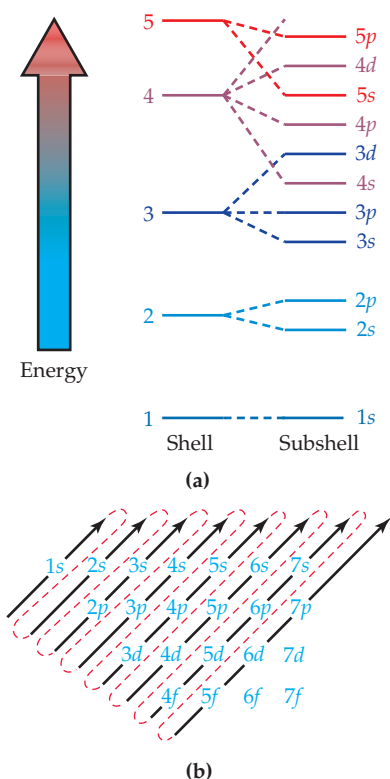 5 5p
4d
4 5s
4p
3d
4s
3 3p
3s
2p
2 2s
Energy
1 1s
Shell Subshell
(a)
1s 2s 3s 4s 5s 6s 7s
2p 3p 4p 5p 6p 7p
3d 4d 5d 6d 7d
4f 5f 6f 7f
(b)